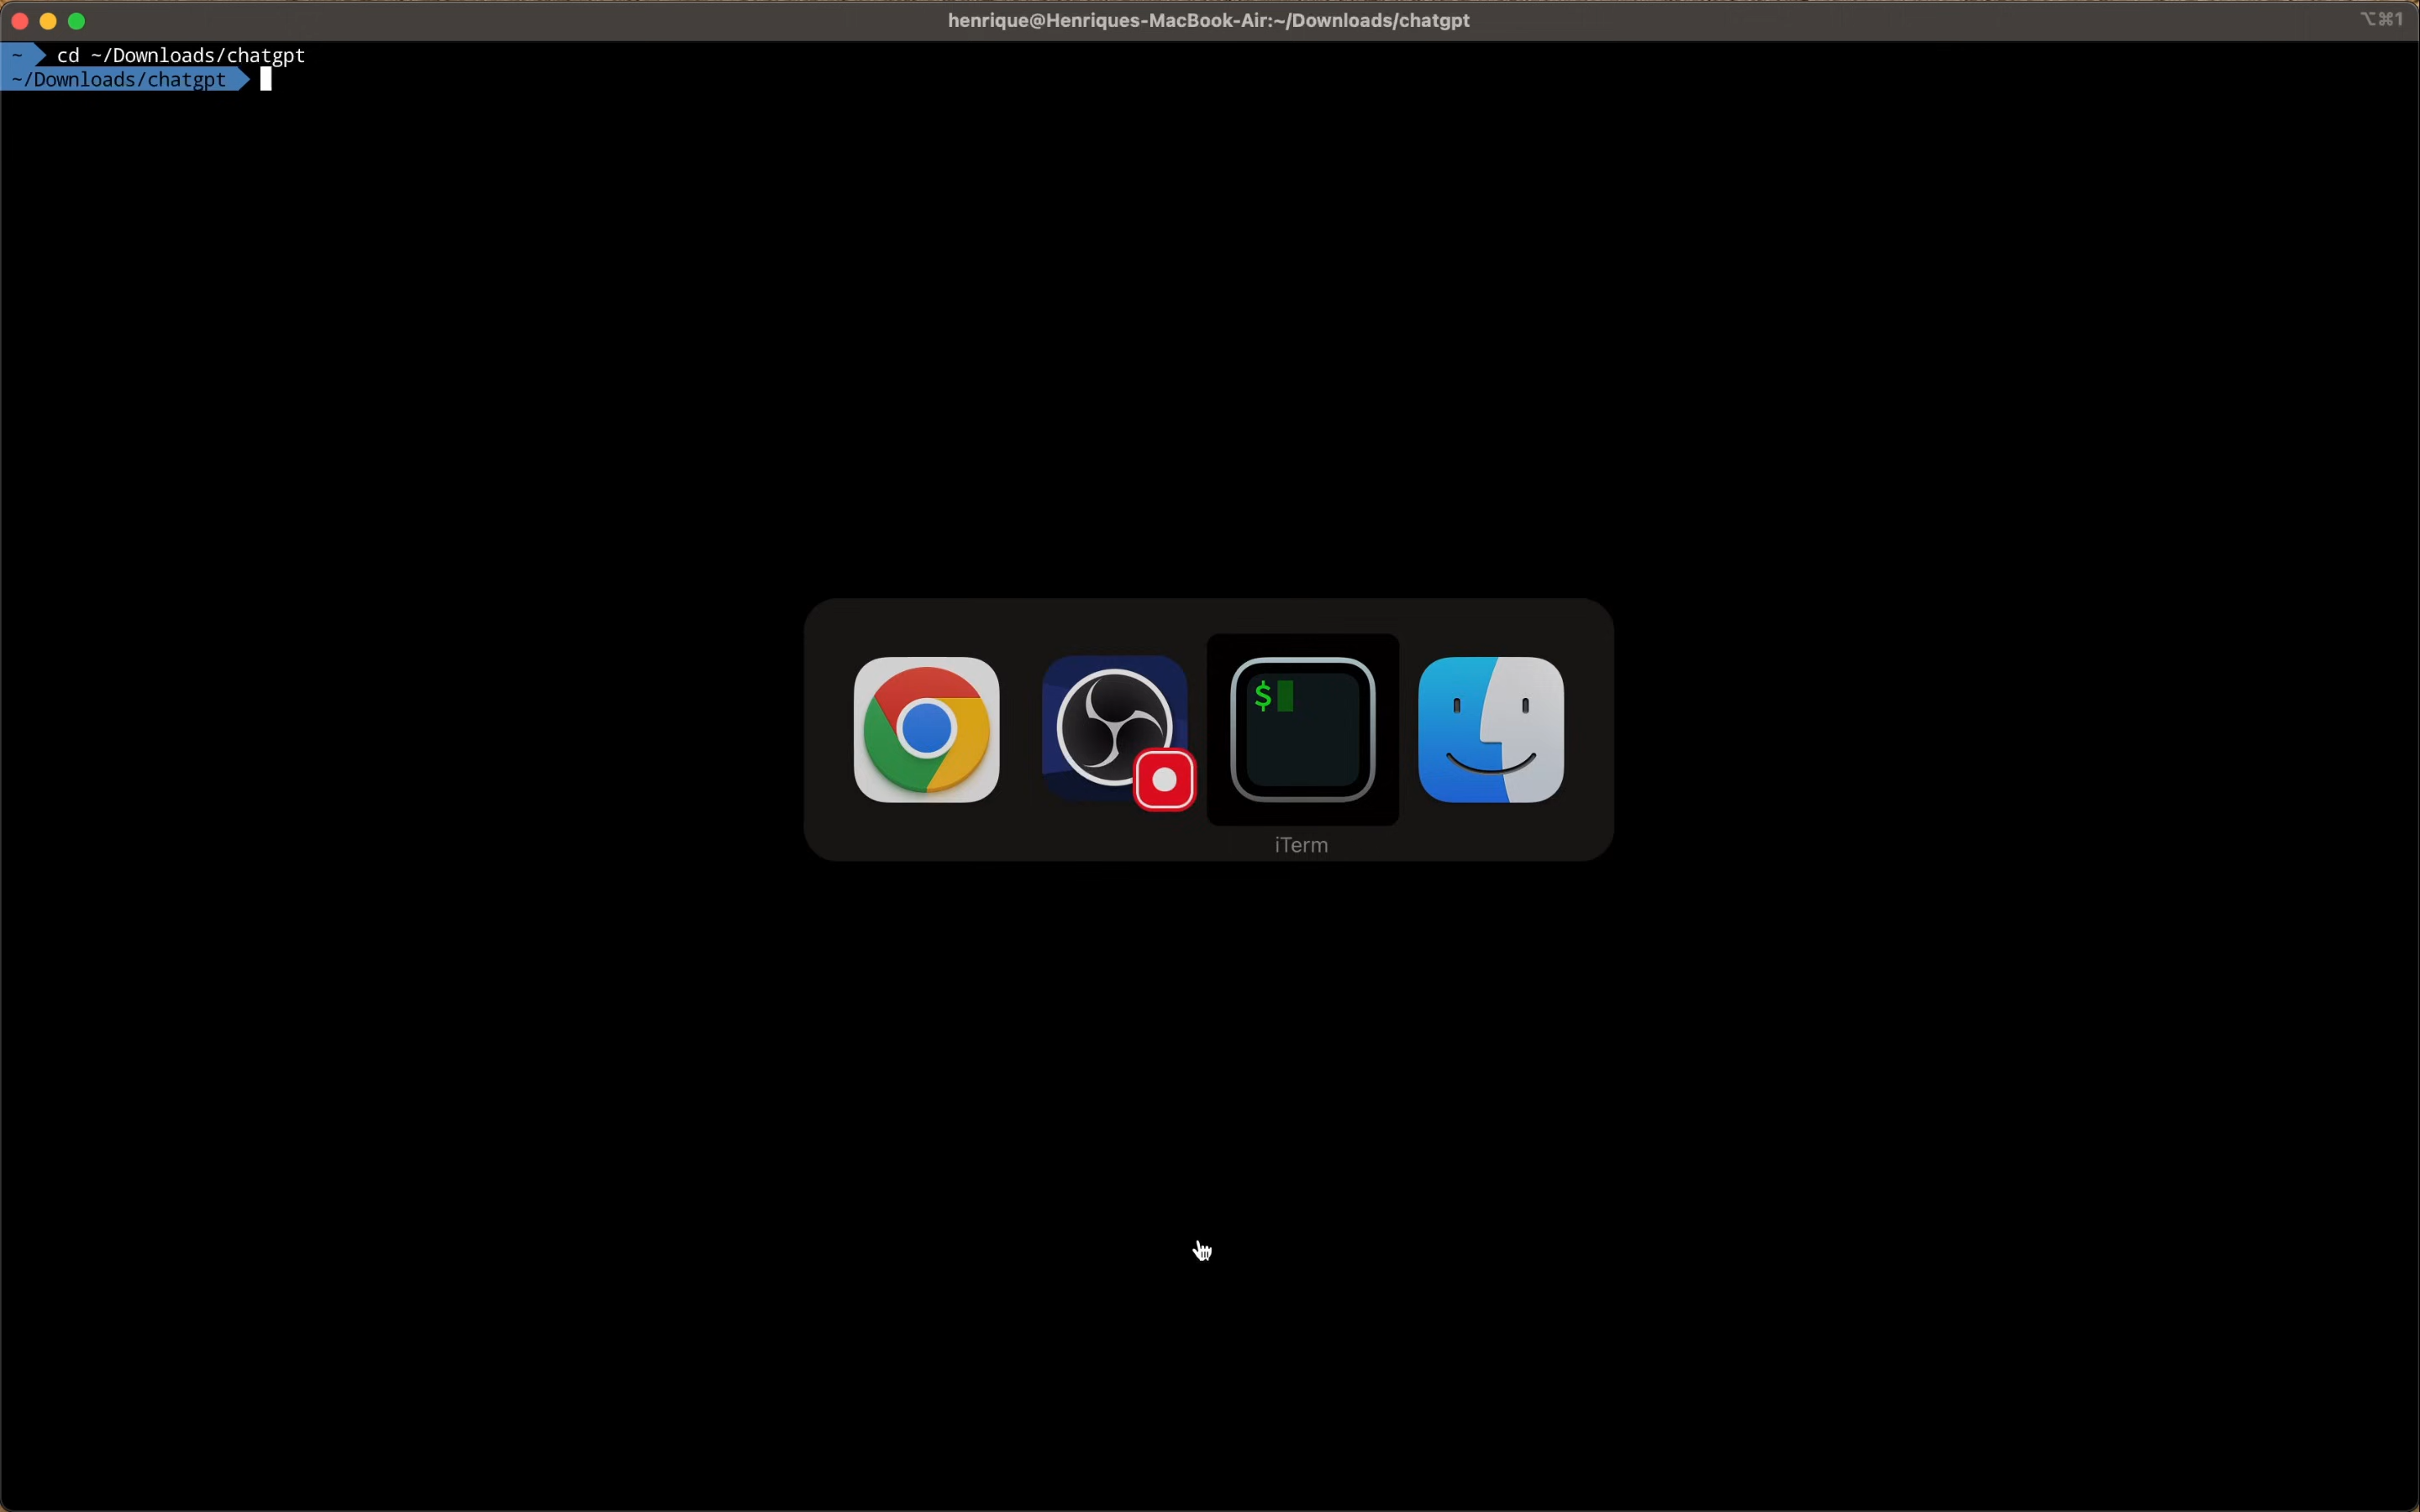 henrique@Henriques-MacBook-Air:~/Downloads/chatgpt
⌥⌘1
~ cd ~/Downloads/chatgpt
~/Downloads/chatgpt
$
iTerm